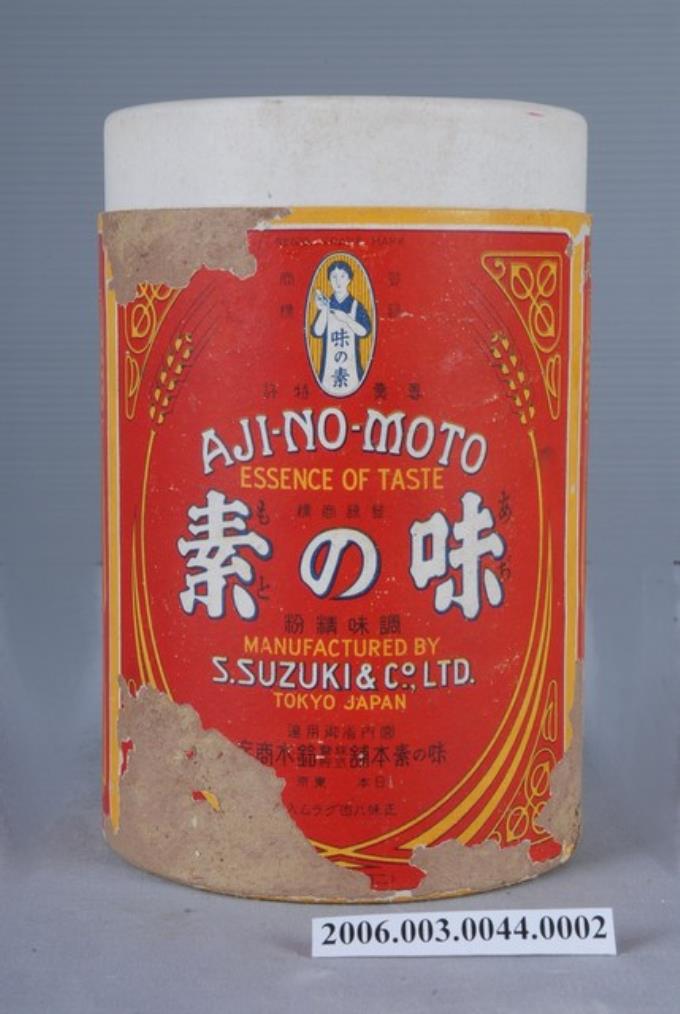 商 登
標 録
味の素
許 特 賣 專
AJI-NO-MOTO
ESSENCE OF TASTE
標 商 録 登
素 の 味
もと
あぢ
粉 精 味 調
MANUFACTURED BY
S.SUZUKI & Co., LTD.
TOKYO JAPAN
達用御省內宮
鈴木商店
舗本素の味
京 東 本 日
2006.003.0044.0002